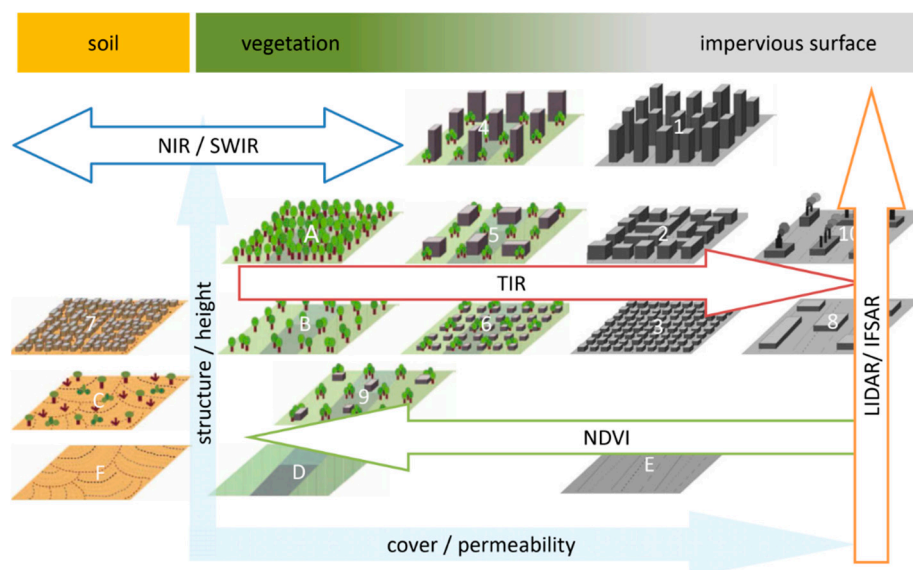 soil
vegetation
impervious surface
NIR / SWIR
4
1
A
5
2
10
TIR
7
B
6
3
8
structure / height
LIDAR/ IFSAR
C
9
NDVI
F
D
E
cover / permeability